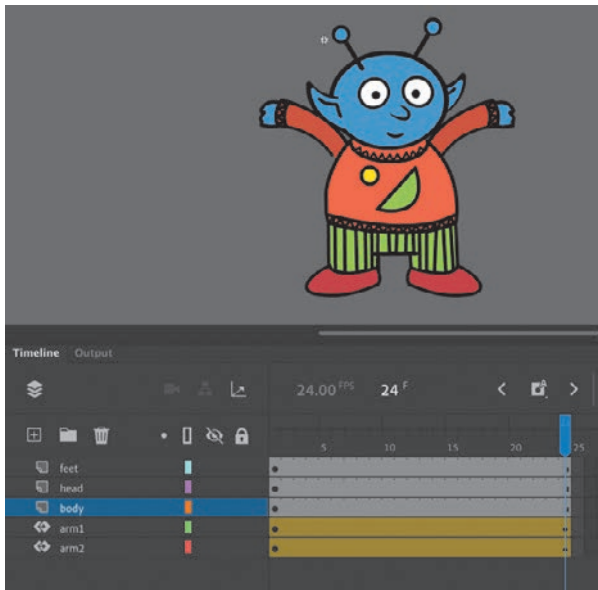 Timeline Output
24.00 FPS 24 F
5 10 15 20 25
feet
head
body
arm1
arm2